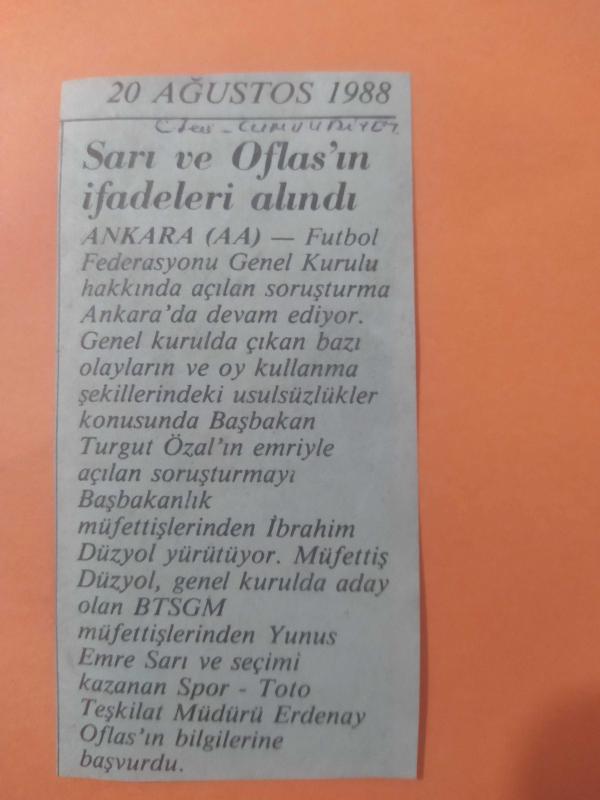 20 AĞUSTOS 1988
CUMHURİYET
Sarı ve Oflas'ın
ifadeleri alındı
ANKARA (AA) — Futbol
Federasyonu Genel Kurulu
hakkında açılan soruşturma
Ankara'da devam ediyor.
Genel kurulda çıkan bazı
olayların ve oy kullanma
şekillerindeki usulsüzlükler
konusunda Başbakan
Turgut Özal'ın emriyle
açılan soruşturmayı
Başbakanlık
müfettişlerinden İbrahim
Düzyol yürütüyor. Müfettiş
Düzyol, genel kurulda aday
olan BTSGM
müfettişlerinden Yunus
Emre Sarı ve seçimi
kazanan Spor - Toto
Teşkilat Müdürü Erdenay
Oflas'ın bilgilerine
başvurdu.